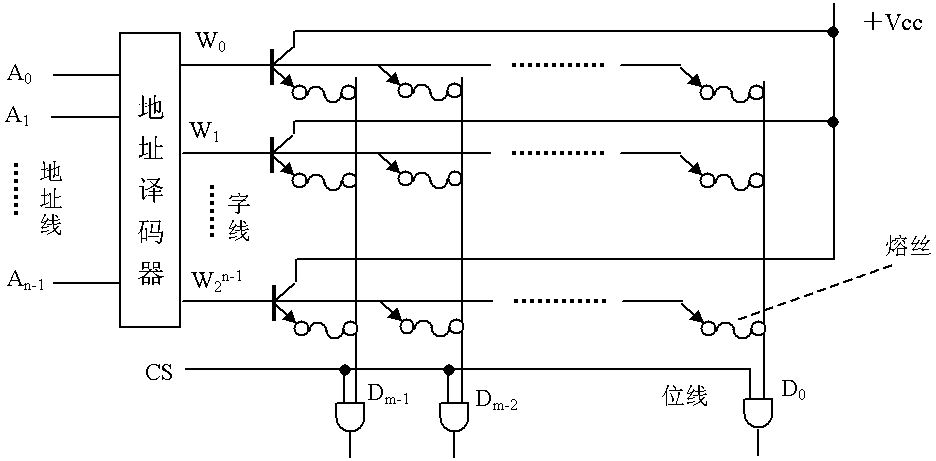 +Vcc
W0
A0
A1
地址译码器
W1
地址线
字线
熔丝
An-1
W2^n-1
CS
Dm-1
Dm-2
位线
D0